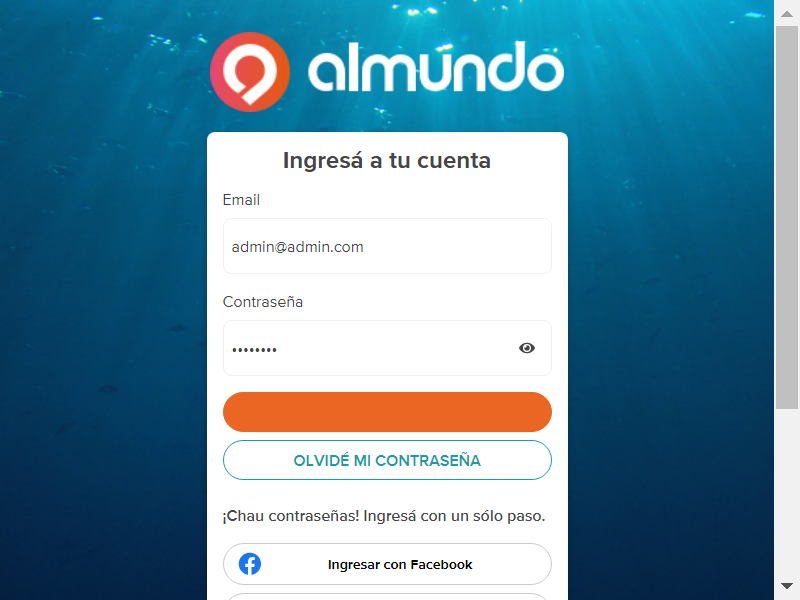 almundo
Ingresá a tu cuenta
Email
admin@admin.com
Contraseña
••••••••
OLVIDÉ MI CONTRASEÑA
¡Chau contraseñas! Ingresá con un sólo paso.
Ingresar con Facebook